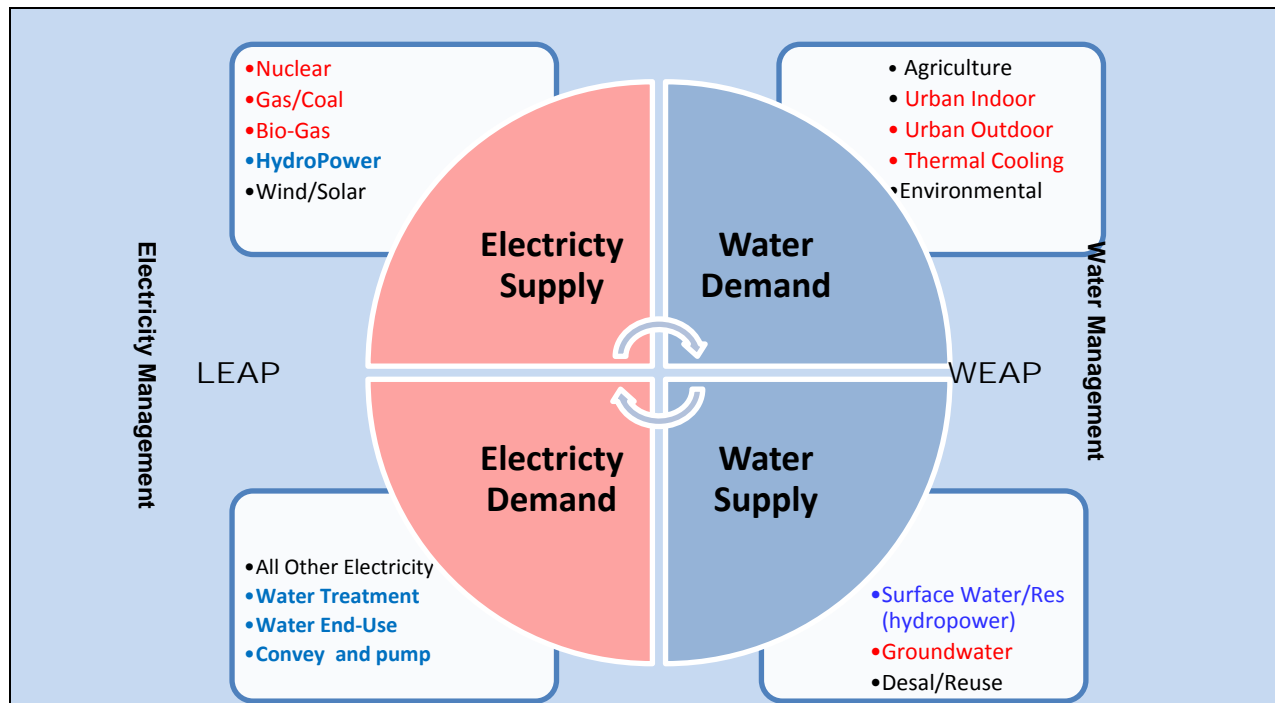 •Nuclear
•Gas/Coal
•Bio-Gas
•HydroPower
•Wind/Solar
• Agriculture
• Urban Indoor
• Urban Outdoor
• Thermal Cooling
•Environmental
Electricty
Supply
Water
Demand
Electricity Management
LEAP
WEAP
Water Management
Electricty
Demand
Water
Supply
•All Other Electricity
•Water Treatment
•Water End-Use
•Convey and pump
•Surface Water/Res
(hydropower)
•Groundwater
•Desal/Reuse